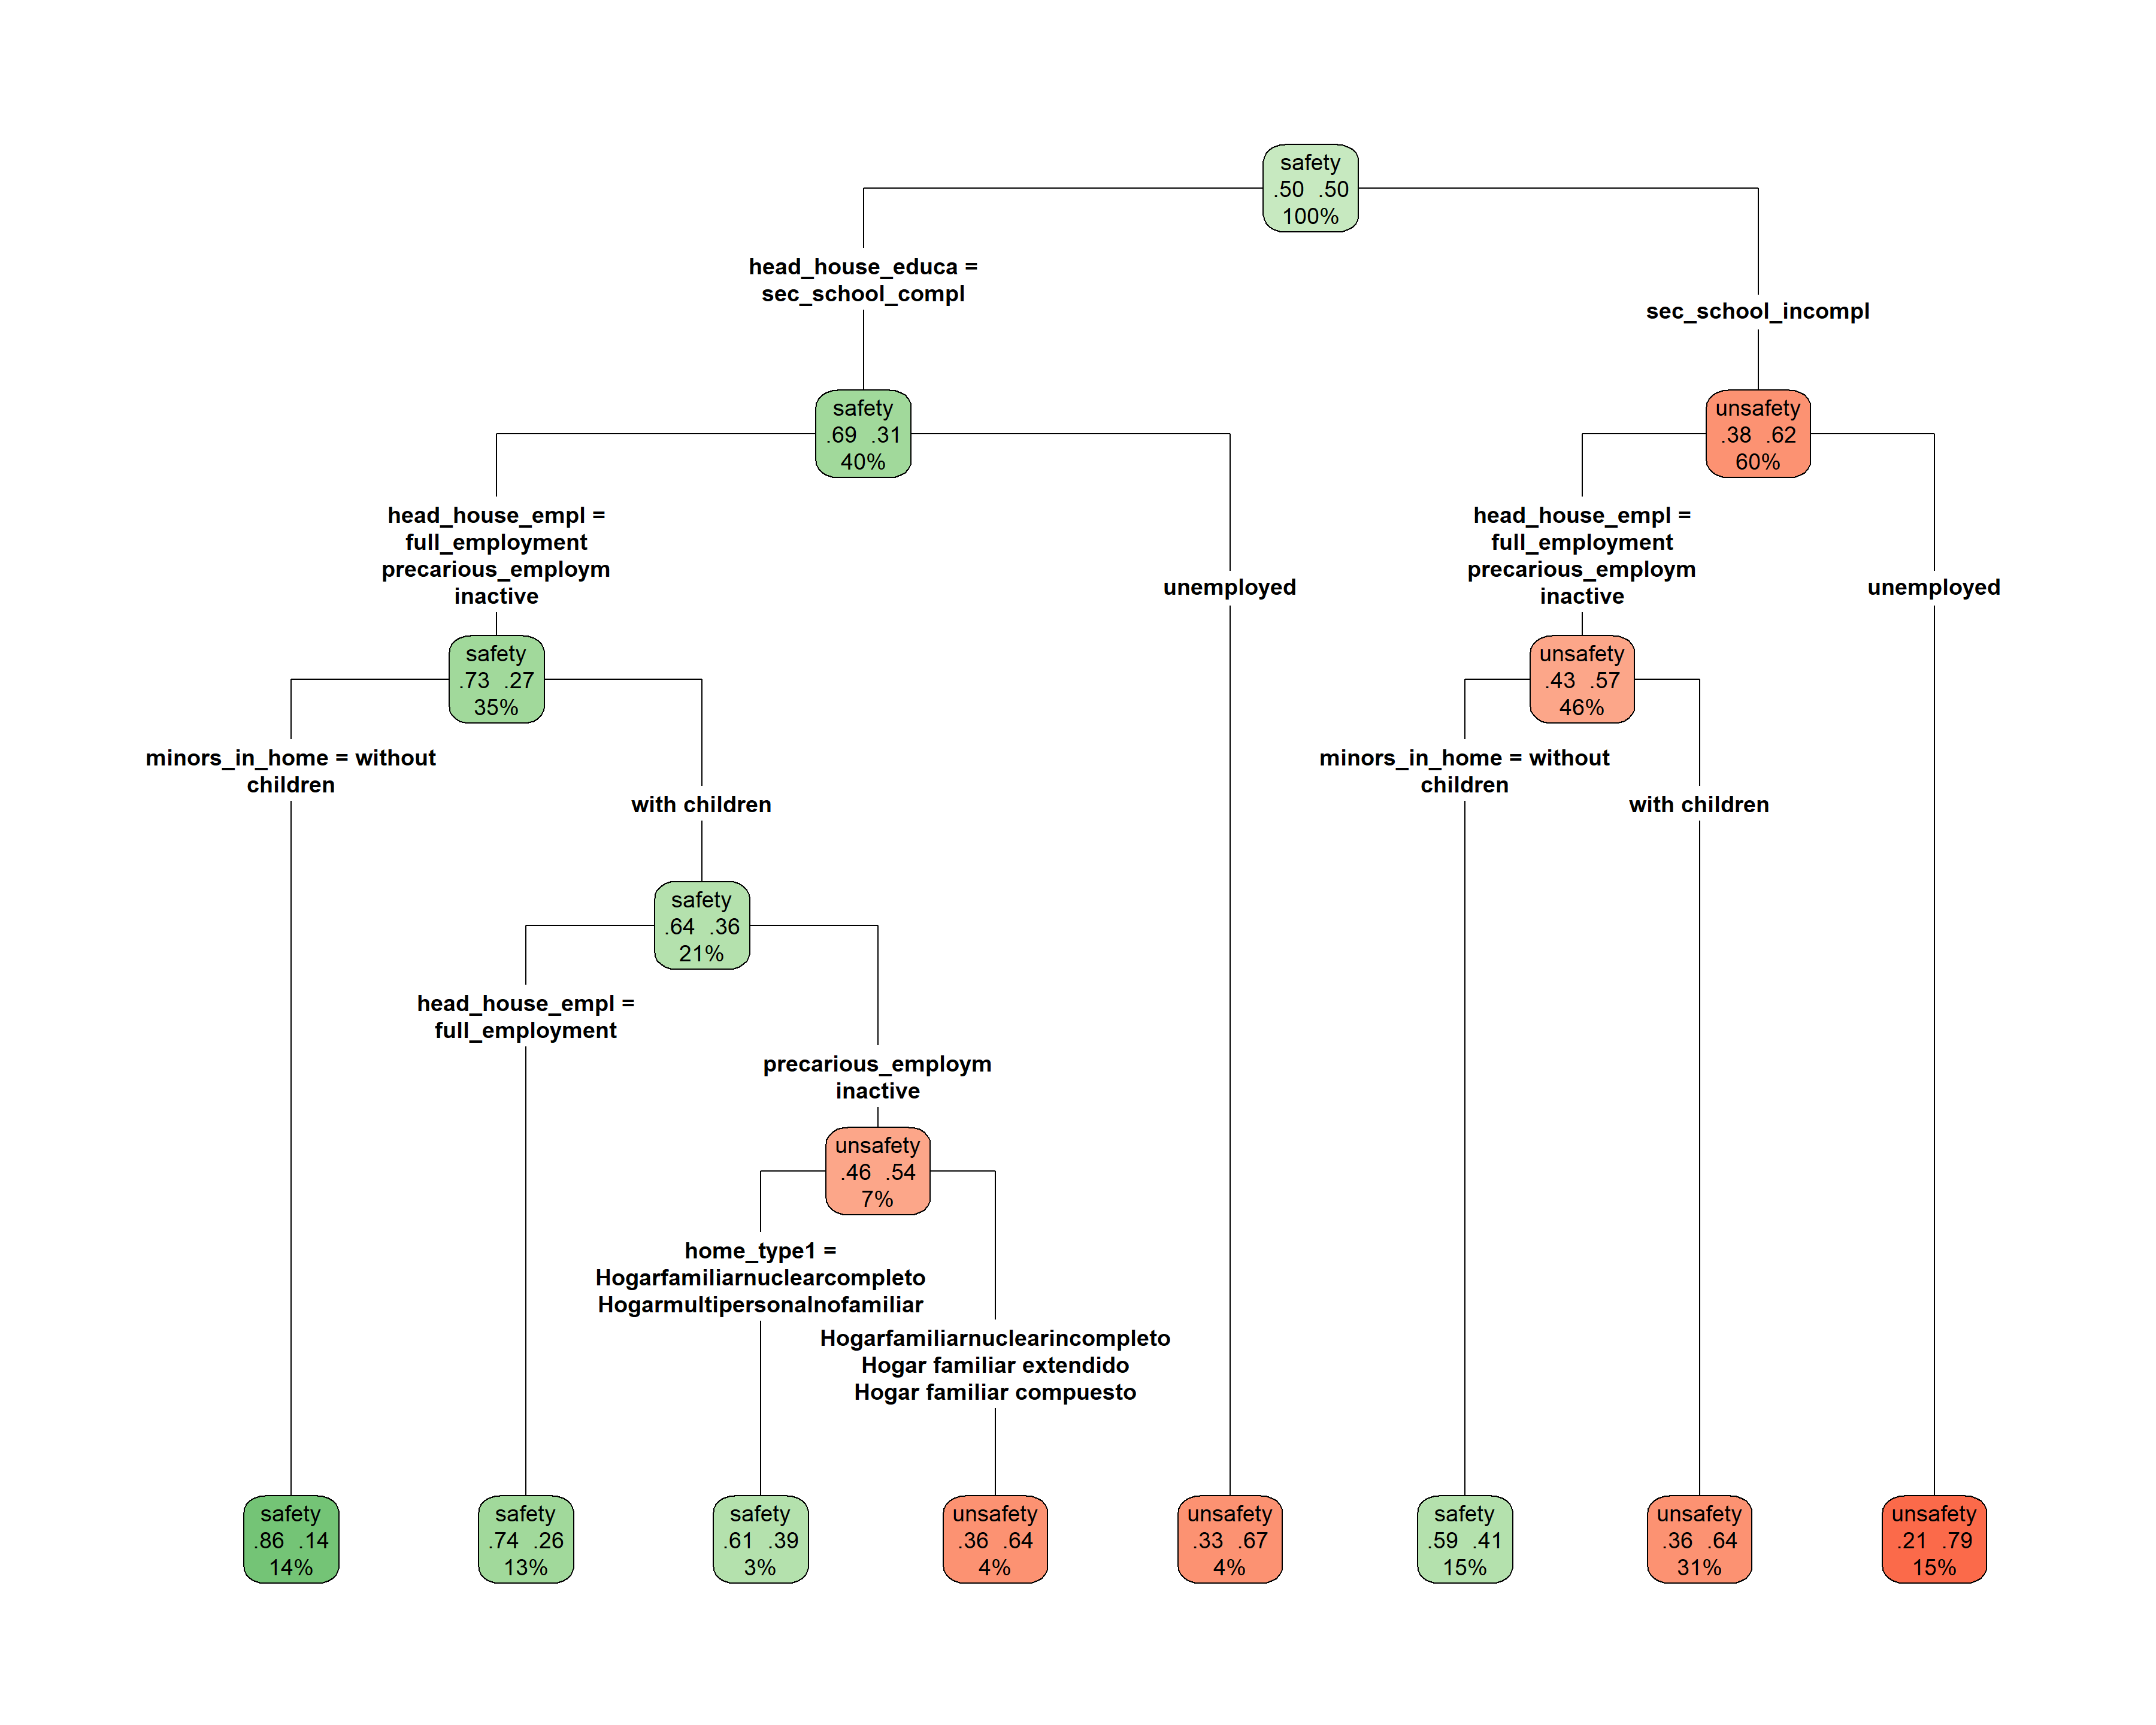 safety
.50 .50
100%
head_house_educa =
sec_school_compl
sec_school_incompl
safety
.69 .31
40%
unsafety
.38 .62
60%
head_house_empl =
full_employment
precarious_employm
inactive
unemployed
head_house_empl =
full_employment
precarious_employm
inactive
unemployed
safety
.73 .27
35%
unsafety
.43 .57
46%
minors_in_home = without
children
with children
minors_in_home = without
children
with children
safety
.64 .36
21%
head_house_empl =
full_employment
precarious_employm
inactive
unsafety
.46 .54
7%
home_type1 =
Hogarfamiliarnuclearcompleto
Hogarmultipersonalnofamiliar
Hogarfamiliarnuclearincompleto
Hogar familiar extendido
Hogar familiar compuesto
safety
.86 .14
14%
safety
.74 .26
13%
safety
.61 .39
3%
unsafety
.36 .64
4%
unsafety
.33 .67
4%
safety
.59 .41
15%
unsafety
.36 .64
31%
unsafety
.21 .79
15%